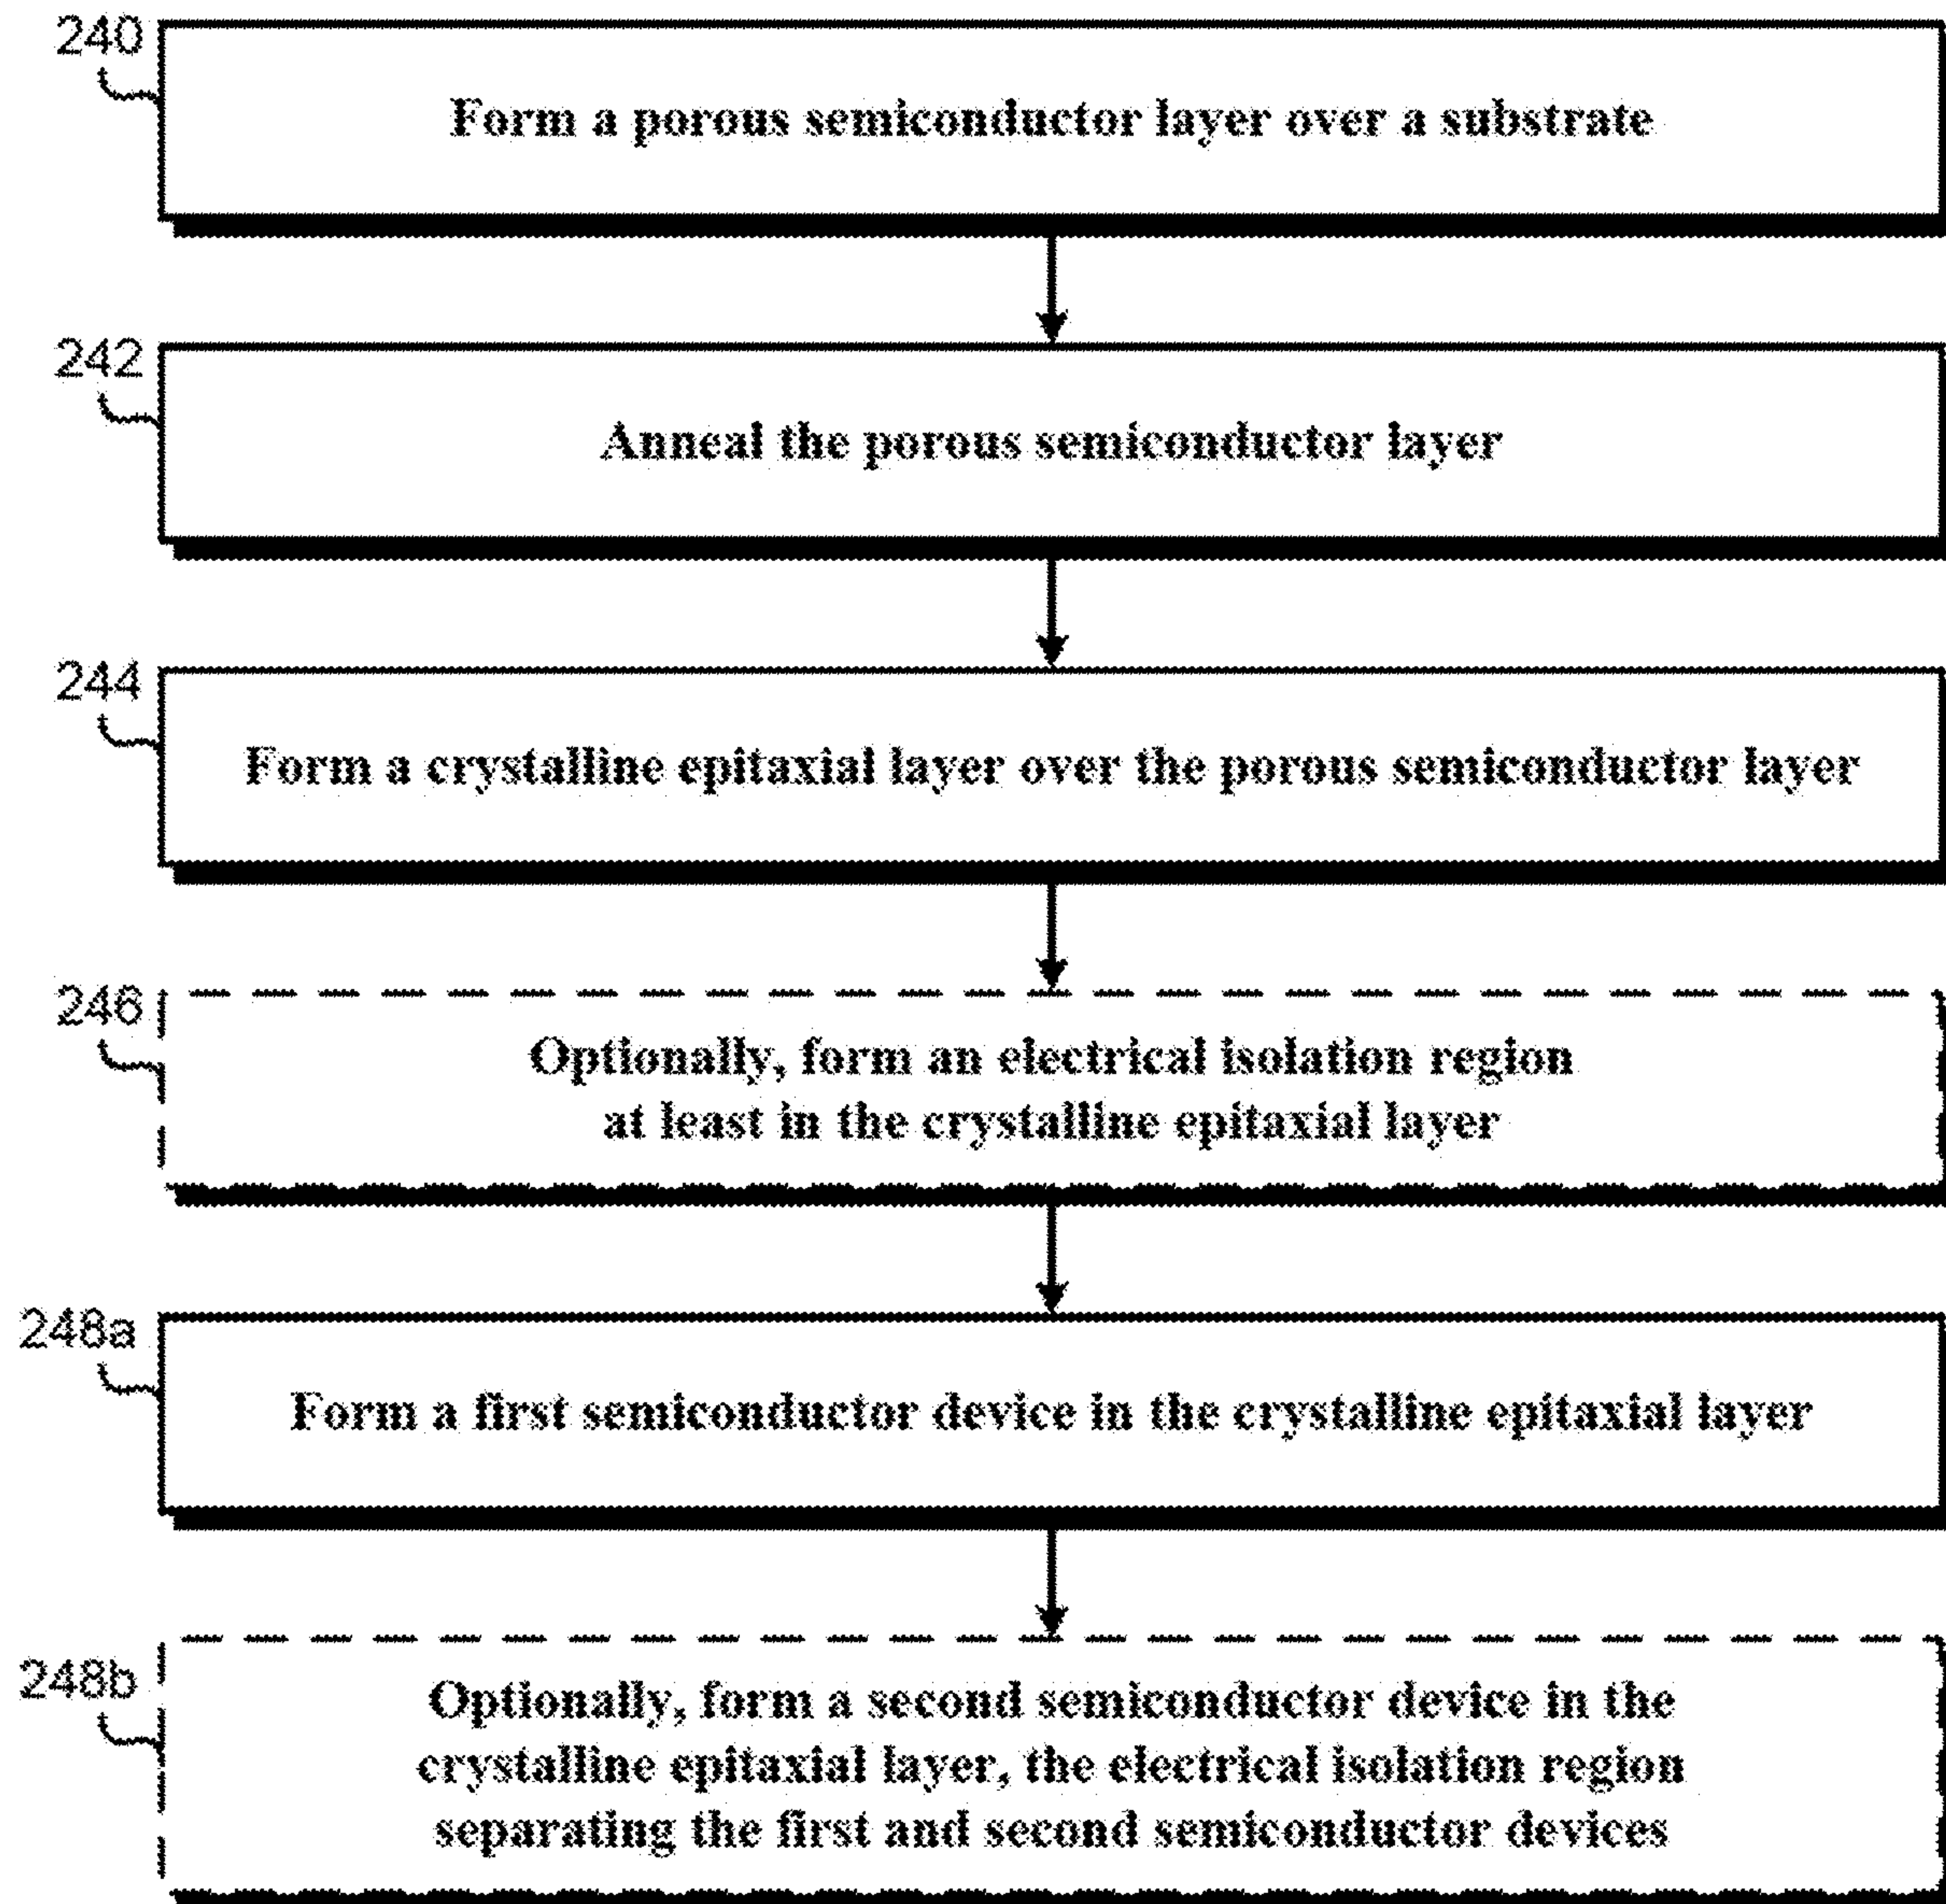 240
Form a porous semiconductor layer over a substrate
242
Anneal the porous semiconductor layer
244
Form a crystalline epitaxial layer over the porous semiconductor layer
246
Optionally, form an electrical isolation region
at least in the crystalline epitaxial layer
248a
Form a first semiconductor device in the crystalline epitaxial layer
248b
Optionally, form a second semiconductor device in the
crystalline epitaxial layer, the electrical isolation region
separating the first and second semiconductor devices